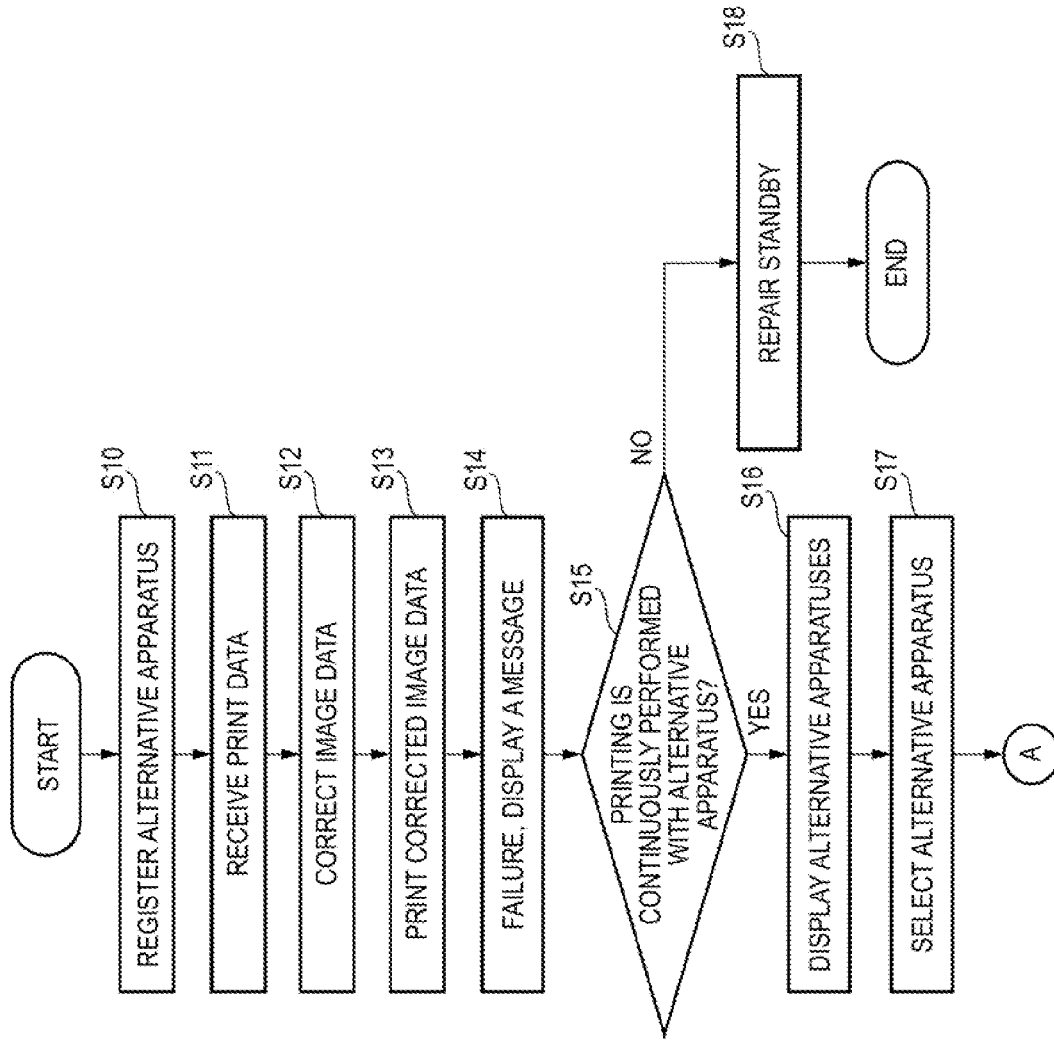 START
S10
REGISTER ALTERNATIVE APPARATUS
S11
RECEIVE PRINT DATA
S12
CORRECT IMAGE DATA
S13
PRINT CORRECTED IMAGE DATA
S14
FAILURE, DISPLAY A MESSAGE
S15
PRINTING IS
CONTINUOUSLY PERFORMED
WITH ALTERNATIVE
APPARATUS?
NO
YES
S18
REPAIR STANDBY
END
S16
DISPLAY ALTERNATIVE APPARATUSES
S17
SELECT ALTERNATIVE APPARATUS
A